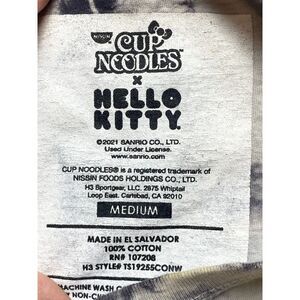 NISSIN
CUP
NOODLES
X
HELLO
KITTY.
©2021 SANRIO CO., LTD.
Used Under License.
www.sanrio.com
CUP NOODLES® is a registered trademark of
NISSIN FOODS HOLDINGS CO., LTD.
H3 Sportgear, LLC. 2875 Whiptail
Loop East. Carlsbad, CA 92010
MEDIUM
MADE IN EL SALVADOR
100% COTTON
RN# 107208
H3 STYLE# TS19255CONW
MACHINE WASH
NON-